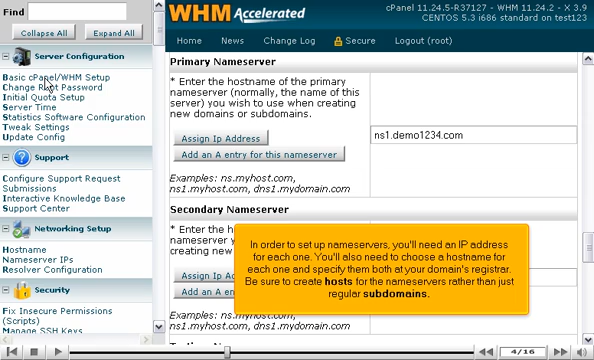 Find
Collapse All
Expand All
Server Configuration
Basic cPanel/WHM Setup
Change Root Password
Initial Quota Setup
Server Time
Statistics Software Configuration
Tweak Settings
Update Config
Support
Configure Support Request
Submissions
Interactive Knowledge Base
Support Center
Networking Setup
Hostname
Nameserver IPs
Resolver Configuration
Security
Fix Insecure Permissions
(Scripts)
Manage SSH Keys
WHM Accelerated
cPanel 11.24.5-R37127 - WHM 11.24.2 - X 3.9
CENTOS 5.3 i686 standard on test123
Home News Change Log Secure Logout (root)
Primary Nameserver
* Enter the hostname of the primary
nameserver (normally, the name of
this server) you wish to use when creating
new domains or subdomains.
Assign Ip Address
Add an A entry for this nameserver
ns1.demo1234.com
Examples: ns.myhost.com,
ns1.myhost.com, dns1.mydomain.com
Secondary Nameserver
* Enter the h
nameserver
creating new
Assign Ip Ad
Add an A en
Examples: ns.myhost.com,
ns1.myhost.com, dns1.mydomain.com
In order to set up nameservers, you'll need an IP address
for each one. You'll also need to choose a hostname for
each one and specify them both at your domain's registrar.
Be sure to create hosts for the nameservers rather than just
regular subdomains.
4/16